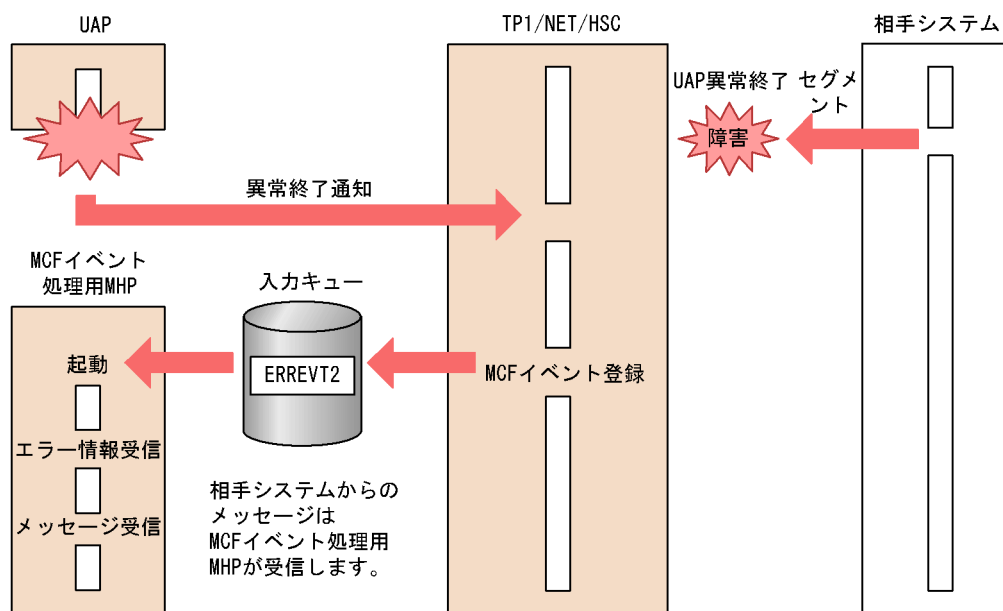 UAP
TP1/NET/HSC
相手システム
UAP異常終了
セグメ
ント
障害
異常終了通知
MCFイベント
処理用MHP
入力キュー
起動
ERREVT2
MCFイベント登録
エラー情報受信
メッセージ受信
相手システムからの
メッセージは
MCFイベント処理用
MHPが受信します。